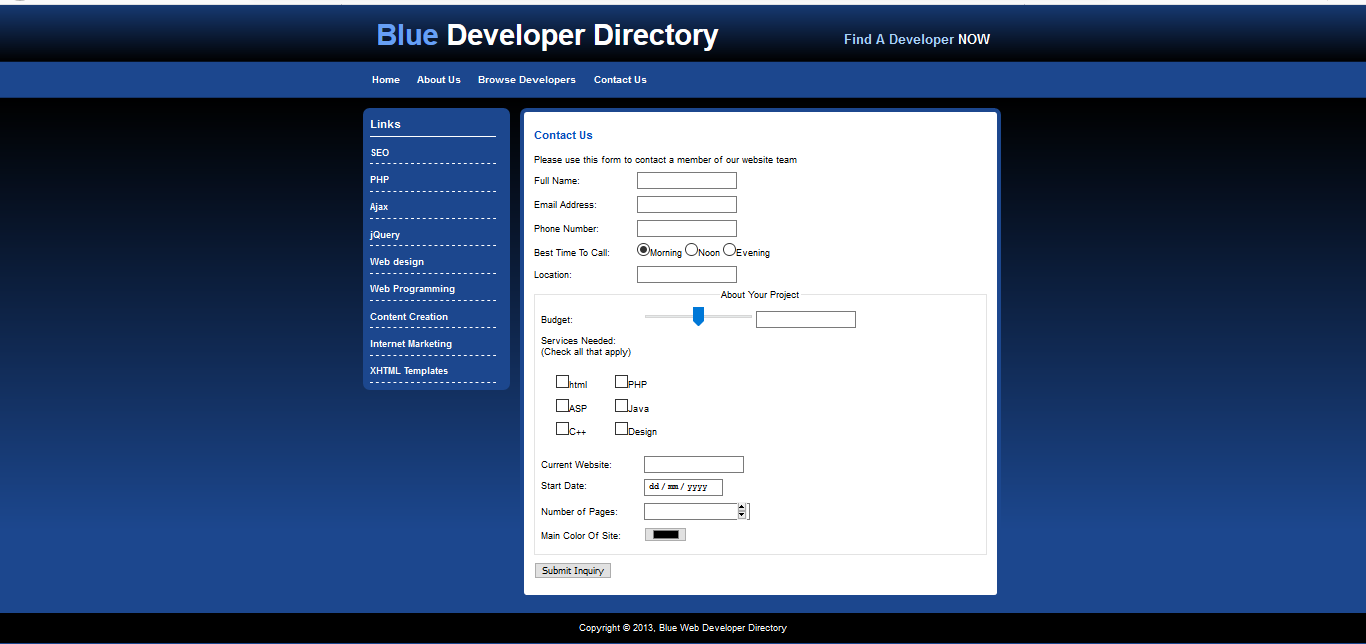 Blue Developer Directory
Find A Developer NOW
Home About Us Browse Developers Contact Us
Links
SEO
PHP
Ajax
jQuery
Web design
Web Programming
Content Creation
Internet Marketing
XHTML Templates
Contact Us
Please use this form to contact a member of our website team
Full Name:
Email Address:
Phone Number:
Best Time To Call: Morning Noon Evening
Location:
About Your Project
Budget:
Services Needed:
(Check all that apply)
html PHP
ASP Java
C++ Design
Current Website:
Start Date: dd / mm / yyyy
Number of Pages:
Main Color Of Site:
Submit Inquiry
Copyright © 2013, Blue Web Developer Directory